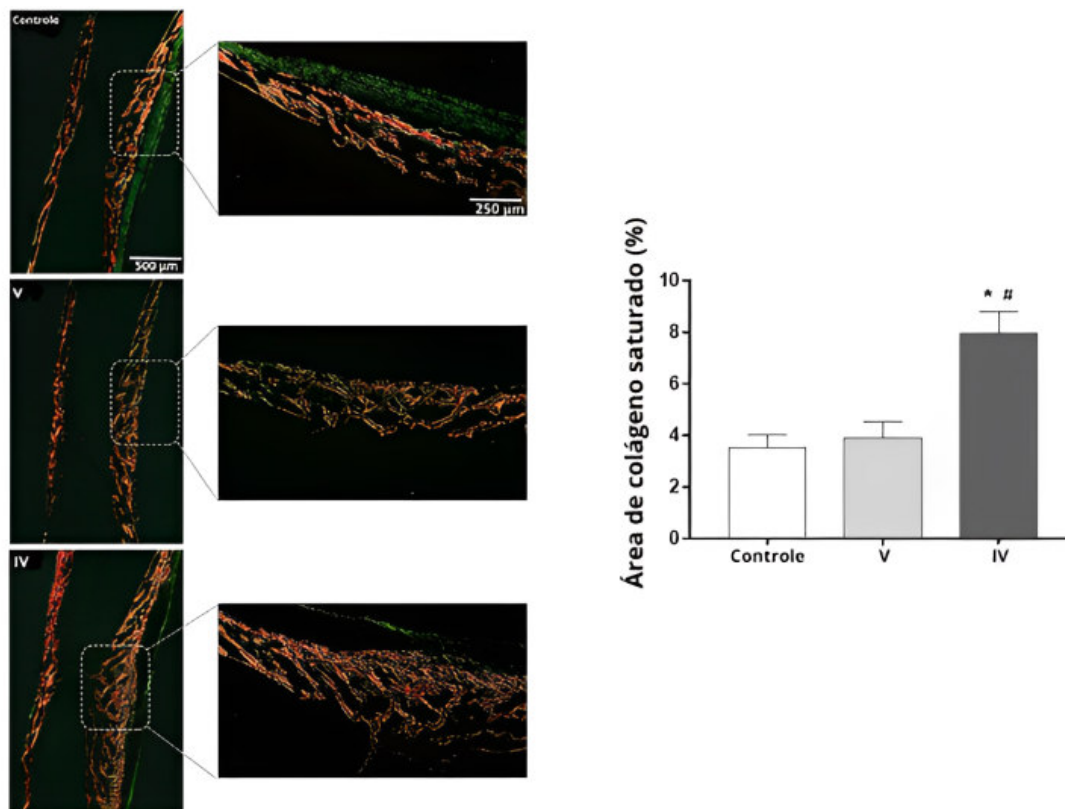 Controle
500 µm
250 µm
V
IV
Área de colágeno saturado (%)
10
8
6
4
2
0
* #
Controle
V
IV